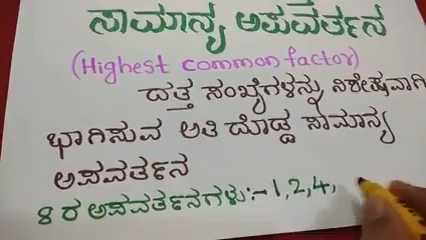 ಸಾಮಾನ್ಯ ಅಪವರ್ತನ
(Highest common factor)
ದತ್ತ ಸಂಖ್ಯೆಗಳನ್ನು ನಿಶೇಷವಾಗಿ
ಭಾಗಿಸುವ ಅತಿ ದೊಡ್ಡ ಸಾಮಾನ್ಯ
ಅಪವರ್ತನ
8 ರ ಅಪವರ್ತನಗಳು:- 1, 2, 4,